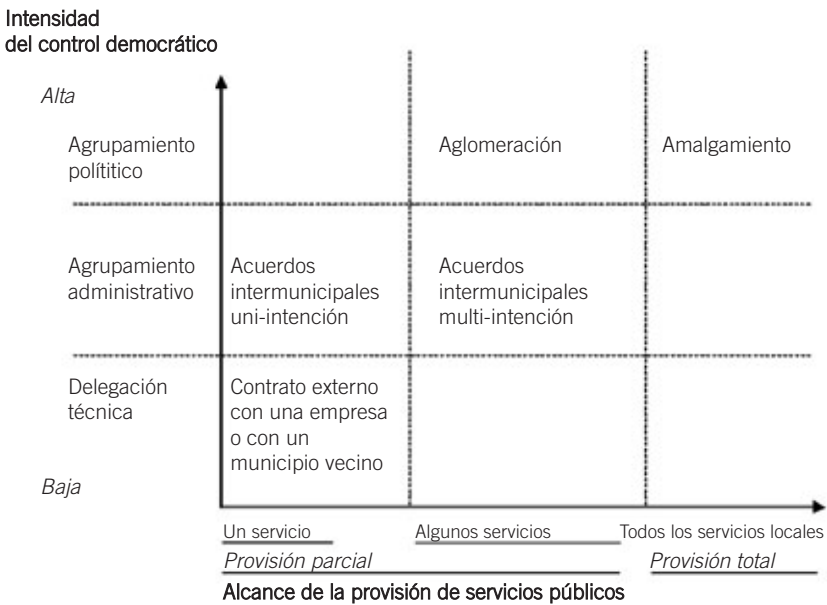 Intensidad
del control democrático
Alta
Agrupamiento
polítitico
Aglomeración
Amalgamiento
Agrupamiento
administrativo
Acuerdos
intermunicipales
uni-intención
Acuerdos
intermunicipales
multi-intención
Delegación
técnica
Contrato externo
con una empresa
o con un
municipio vecino
Baja
Un servicio
Algunos servicios
Todos los servicios locales
Provisión parcial
Provisión total
Alcance de la provisión de servicios públicos